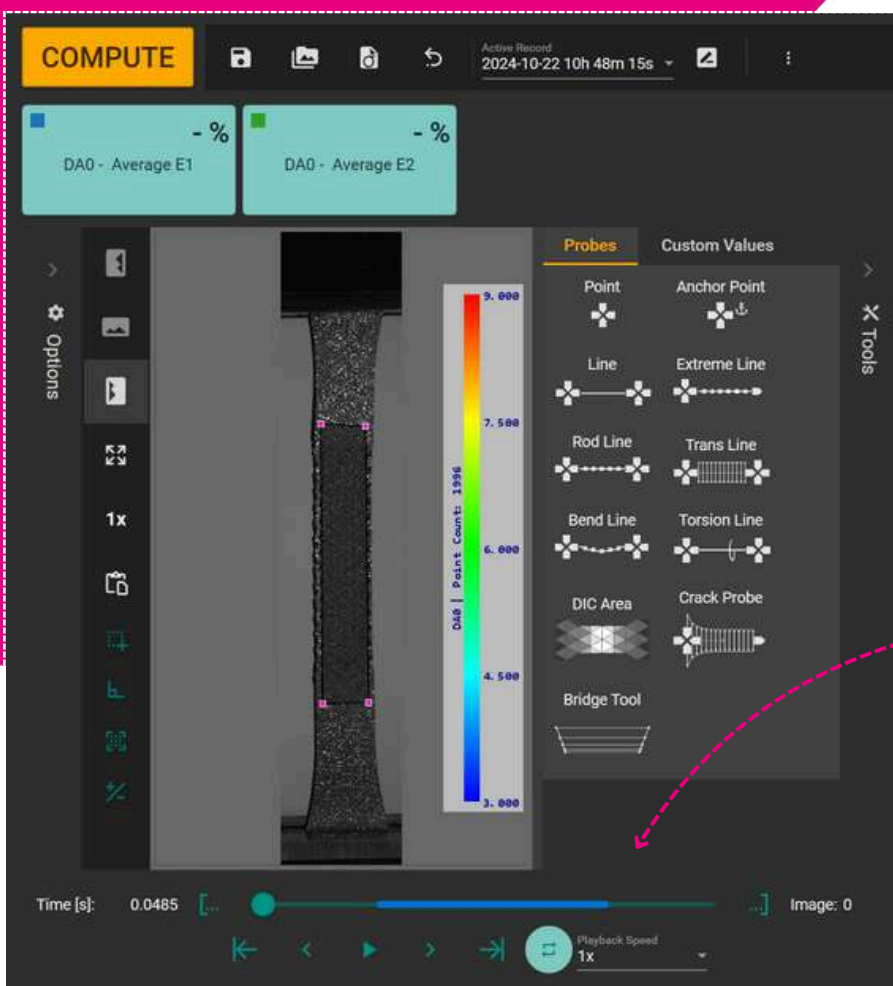 COMPUTE
Active Record
2024-10-22 10h 48m 15s
- %
DA0 - Average E1
- %
DA0 - Average E2
Options
1x
9.000
7.500
6.000
4.500
3.000
DA0 | Point Count: 1996
Probes Custom Values
Point Anchor Point
Line Extreme Line
Rod Line Trans Line
Bend Line Torsion Line
DIC Area Crack Probe
Bridge Tool
Tools
Time [s]: 0.0485 [... ...] Image: 0
Playback Speed
1x